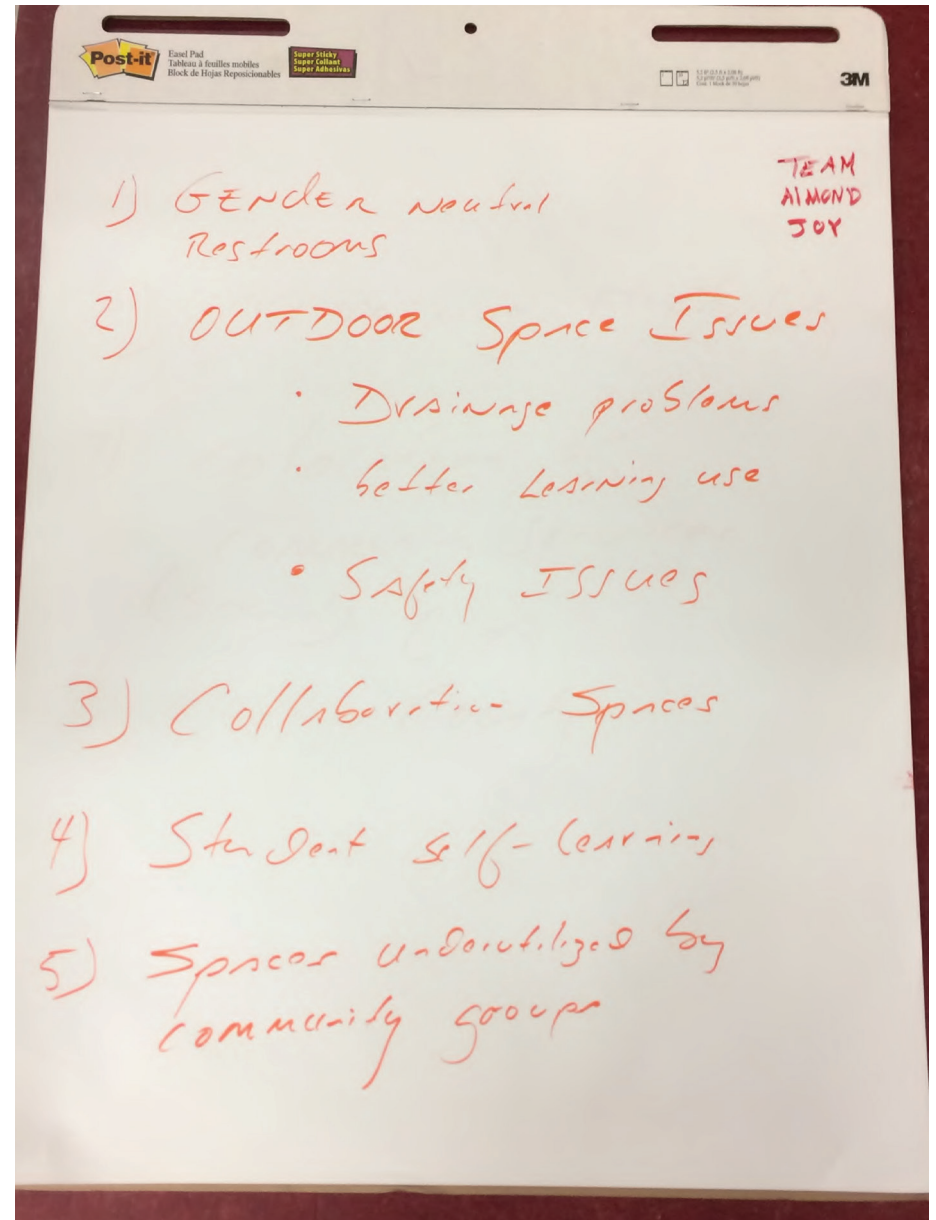 Post-it
Easel Pad
Tableau à feuilles mobiles
Block de Hojas Reposicionables
Super Sticky
Super Collant
Super Adhesivas
3M
TEAM
AlMOND
JOY
1) GENdER Neutral
Restrooms
2) OUTDOOR Space Issues
• Drainage problems
• better Learning use
• Safety ISSues
3) Collaboration Spaces
4) Student self-learning
5) Spaces underutilized by
community groups